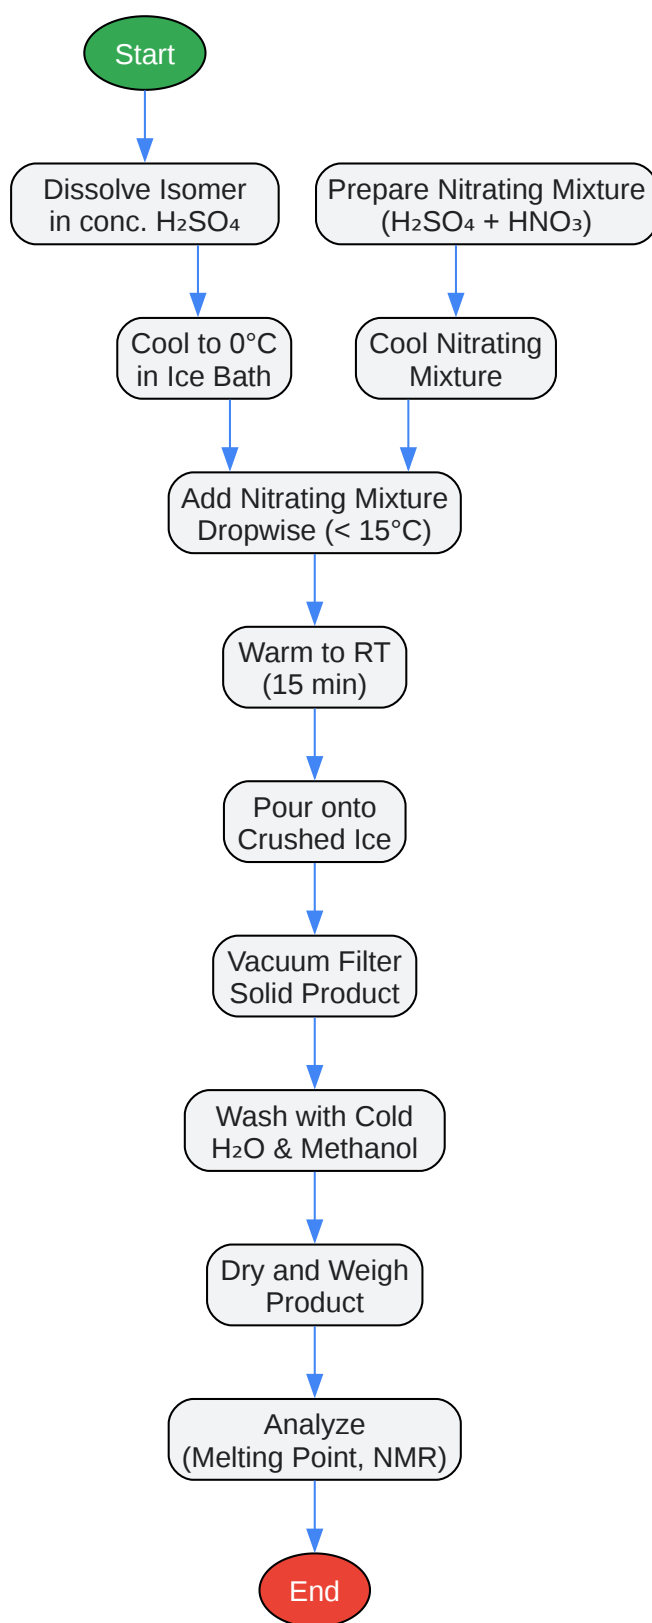 Start
Dissolve Isomer
in conc. H₂SO₄
Prepare Nitrating Mixture
(H₂SO₄ + HNO₃)
Cool to 0°C
in Ice Bath
Cool Nitrating
Mixture
Add Nitrating Mixture
Dropwise (< 15°C)
Warm to RT
(15 min)
Pour onto
Crushed Ice
Vacuum Filter
Solid Product
Wash with Cold
H₂O & Methanol
Dry and Weigh
Product
Analyze
(Melting Point, NMR)
End